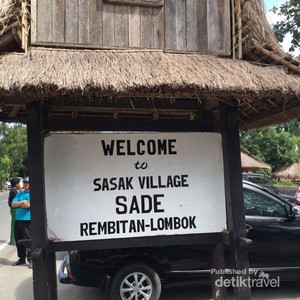 WELCOME
to
SASAK VILLAGE
SADE
REMBITAN-LOMBOK
Published by
detiktravel